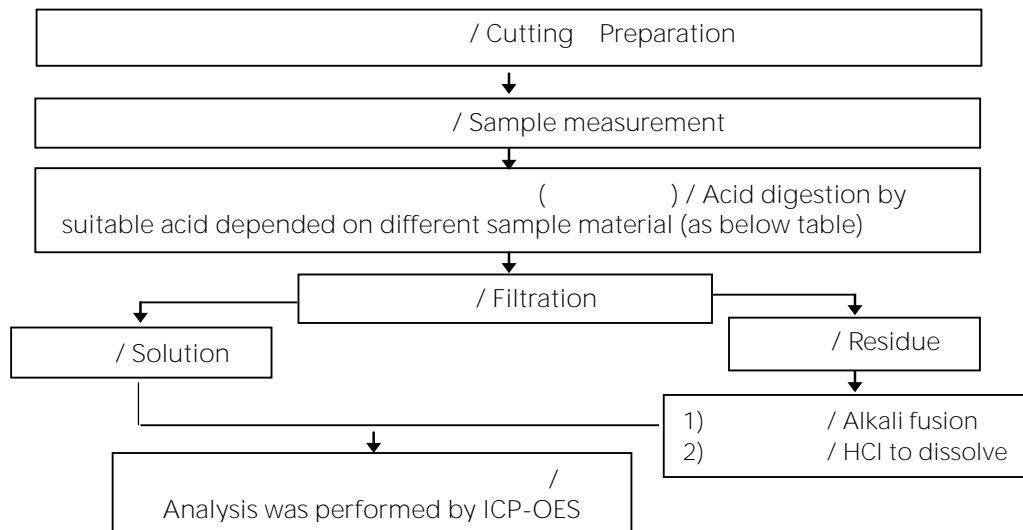 / Cutting Preparation
/ Sample measurement
( ) / Acid digestion by
suitable acid depended on different sample material (as below table)
/ Filtration
/ Solution
/ Residue
1) / Alkali fusion
2) / HCl to dissolve
/
Analysis was performed by ICP-OES